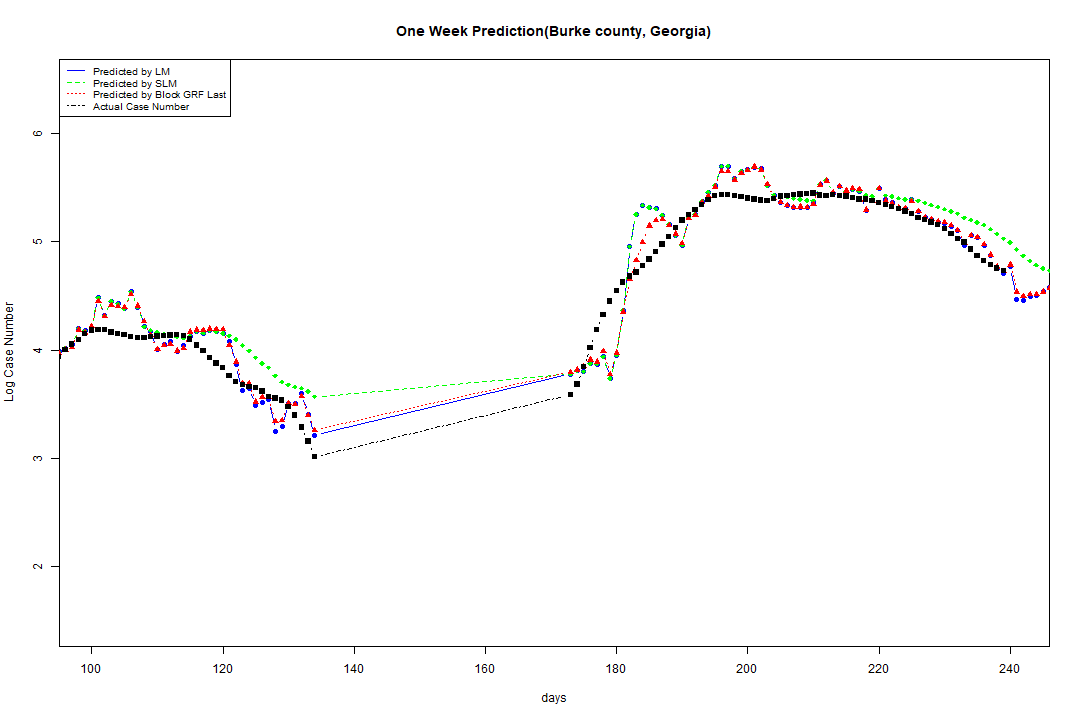 One Week Prediction(Burke county, Georgia)
Predicted by LM
Predicted by SLM
Predicted by Block GRF Last
Actual Case Number
Log Case Number
6
5
4
3
2
100 120 140 160 180 200 220 240
days